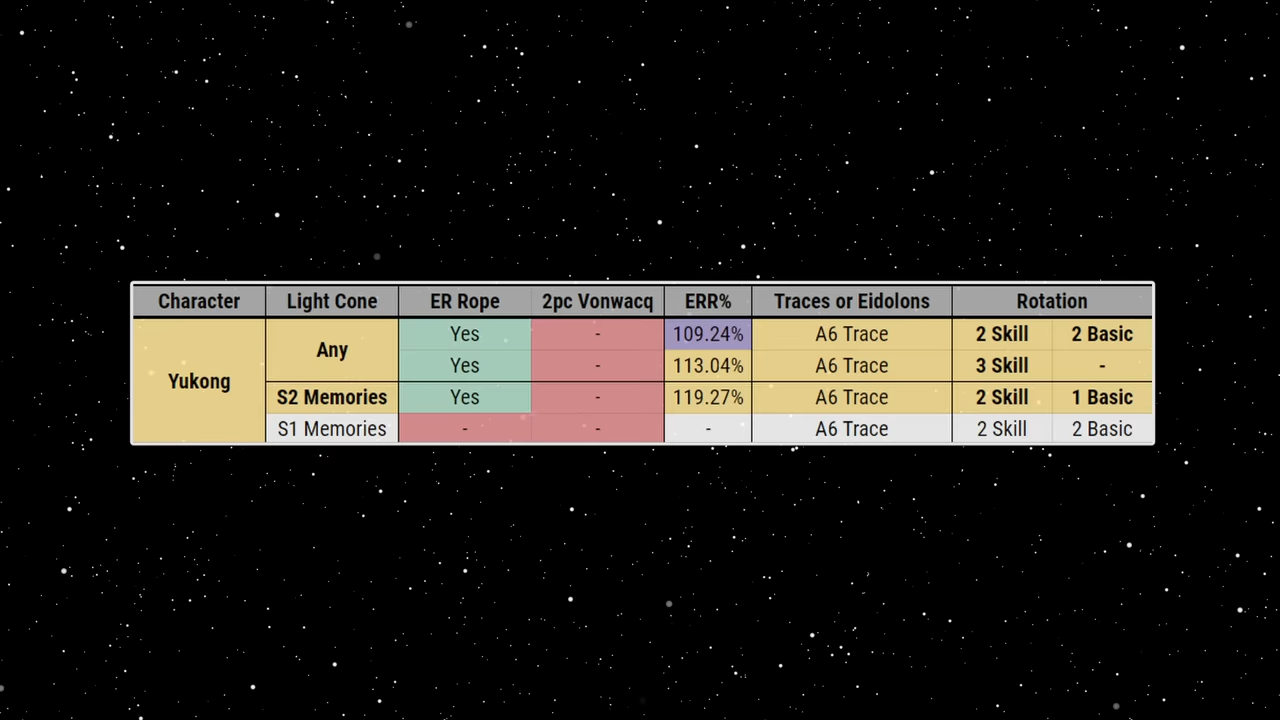 Character Light Cone ER Rope 2pc Vonwacq ERR% Traces or Eidolons Rotation
Yukong Any Yes - 109.24% A6 Trace 2 Skill 2 Basic
Yes - 113.04% A6 Trace 3 Skill -
S2 Memories Yes - 119.27% A6 Trace 2 Skill 1 Basic
S1 Memories - - - A6 Trace 2 Skill 2 Basic